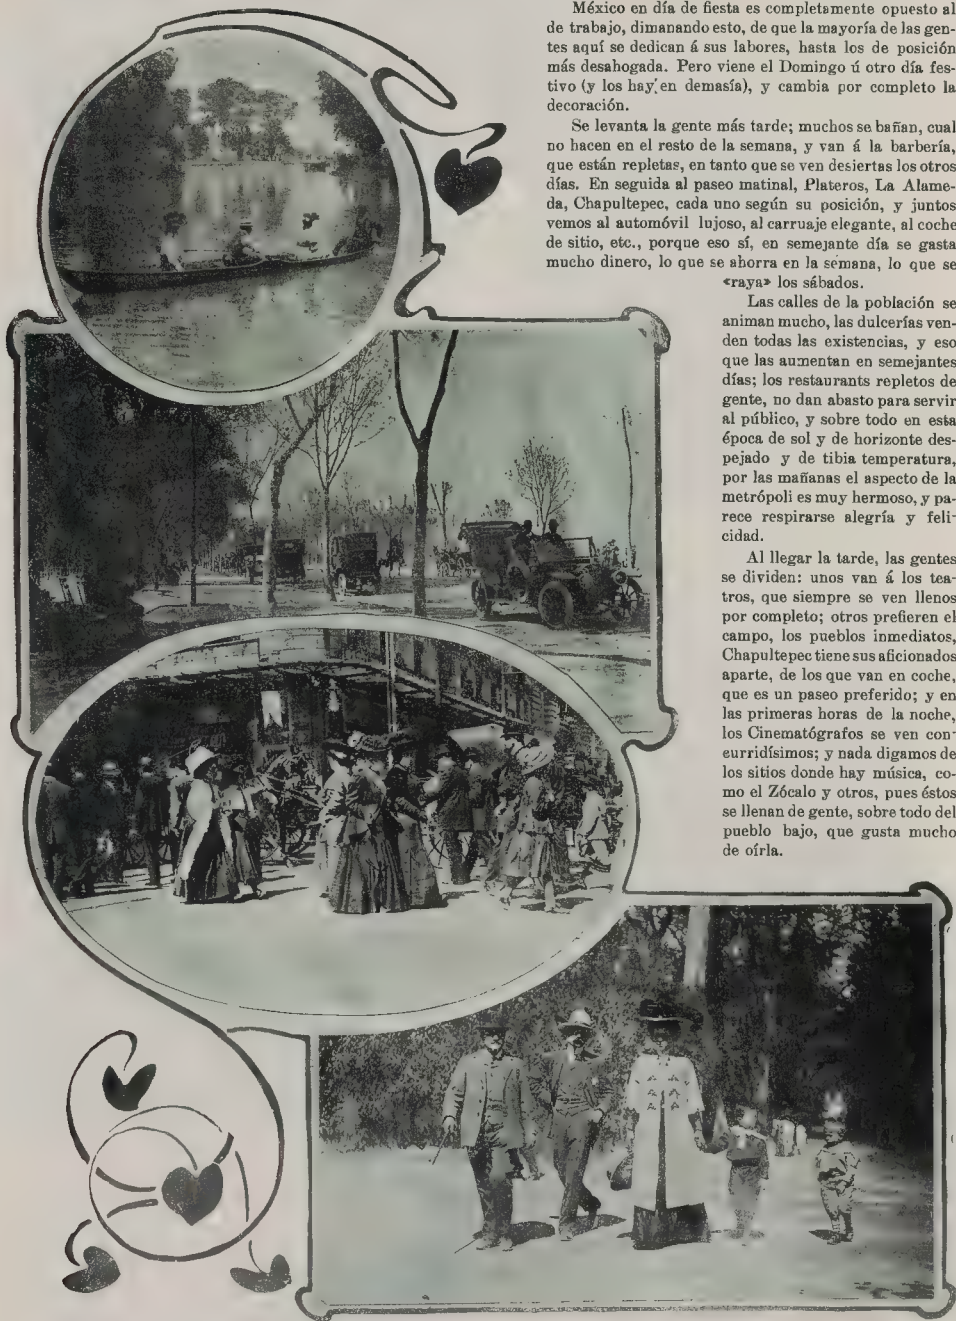 México en día de fiesta es completamente opuesto al
de trabajo, dimanando esto, de que la mayoría de las gen-
tes aquí se dedican á sus labores, hasta los de posición
más desahogada. Pero viene el Domingo ú otro día fes-
tivo (y los hay en demasía), y cambia por completo la
decoración.
Se levanta la gente más tarde; muchos se bañan, cual
no hacen en el resto de la semana, y van á la barbería,
que están repletas, en tanto que se ven desiertas los otros
días. En seguida al paseo matinal, Plateros, La Alame-
da, Chapultepec, cada uno según su posición, y juntos
vemos al automóvil lujoso, al carruaje elegante, al coche
de sitio, etc., porque eso sí, en semejante día se gasta
mucho dinero, lo que se ahorra en la semana, lo que se
«raya» los sábados.
Las calles de la población se
animan mucho, las dulcerías ven-
den todas las existencias, y eso
que las aumentan en semejantes
días; los restaurants repletos de
gente, no dan abasto para servir
al público, y sobre todo en esta
época de sol y de horizonte des-
pejado y de tibia temperatura,
por las mañanas el aspecto de la
metrópoli es muy hermoso, y pa-
rece respirarse alegría y feli-
cidad.
Al llegar la tarde, las gentes
se dividen: unos van á los tea-
tros, que siempre se ven llenos
por completo; otros prefieren el
campo, los pueblos inmediatos,
Chapultepec tiene sus aficionados
aparte, de los que van en coche,
que es un paseo preferido; y en
las primeras horas de la noche,
los Cinematógrafos se ven con-
eurridísimos; y nada digamos de
los sitios donde hay música, co-
mo el Zócalo y otros, pues éstos
se llenan de gente, sobre todo del
pueblo bajo, que gusta mucho
de oírla.